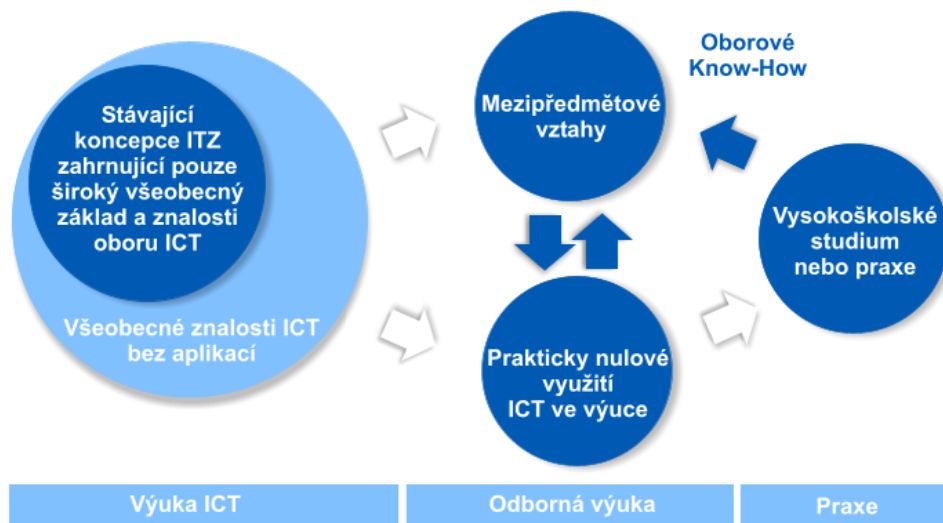 Stávající
koncepce ITZ
zahrnující pouze
široký všeobecný
základ a znalosti
oboru ICT
Všeobecné znalosti ICT
bez aplikací
Mezipředmětové
vztahy
Prakticky nulové
využití
ICT ve výuce
Oborové
Know-How
Vysokoškolské
studium
nebo praxe
Výuka ICT
Odborná výuka
Praxe